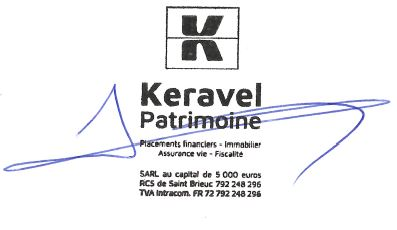 K
Keravel
Patrimoine
Placements financiers - Immobilier
Assurance vie - Fiscalité
SARL au capital de 5 000 euros
RCS de Saint Brieuc 792 248 296
TVA Intracom. FR 72 792 248 296